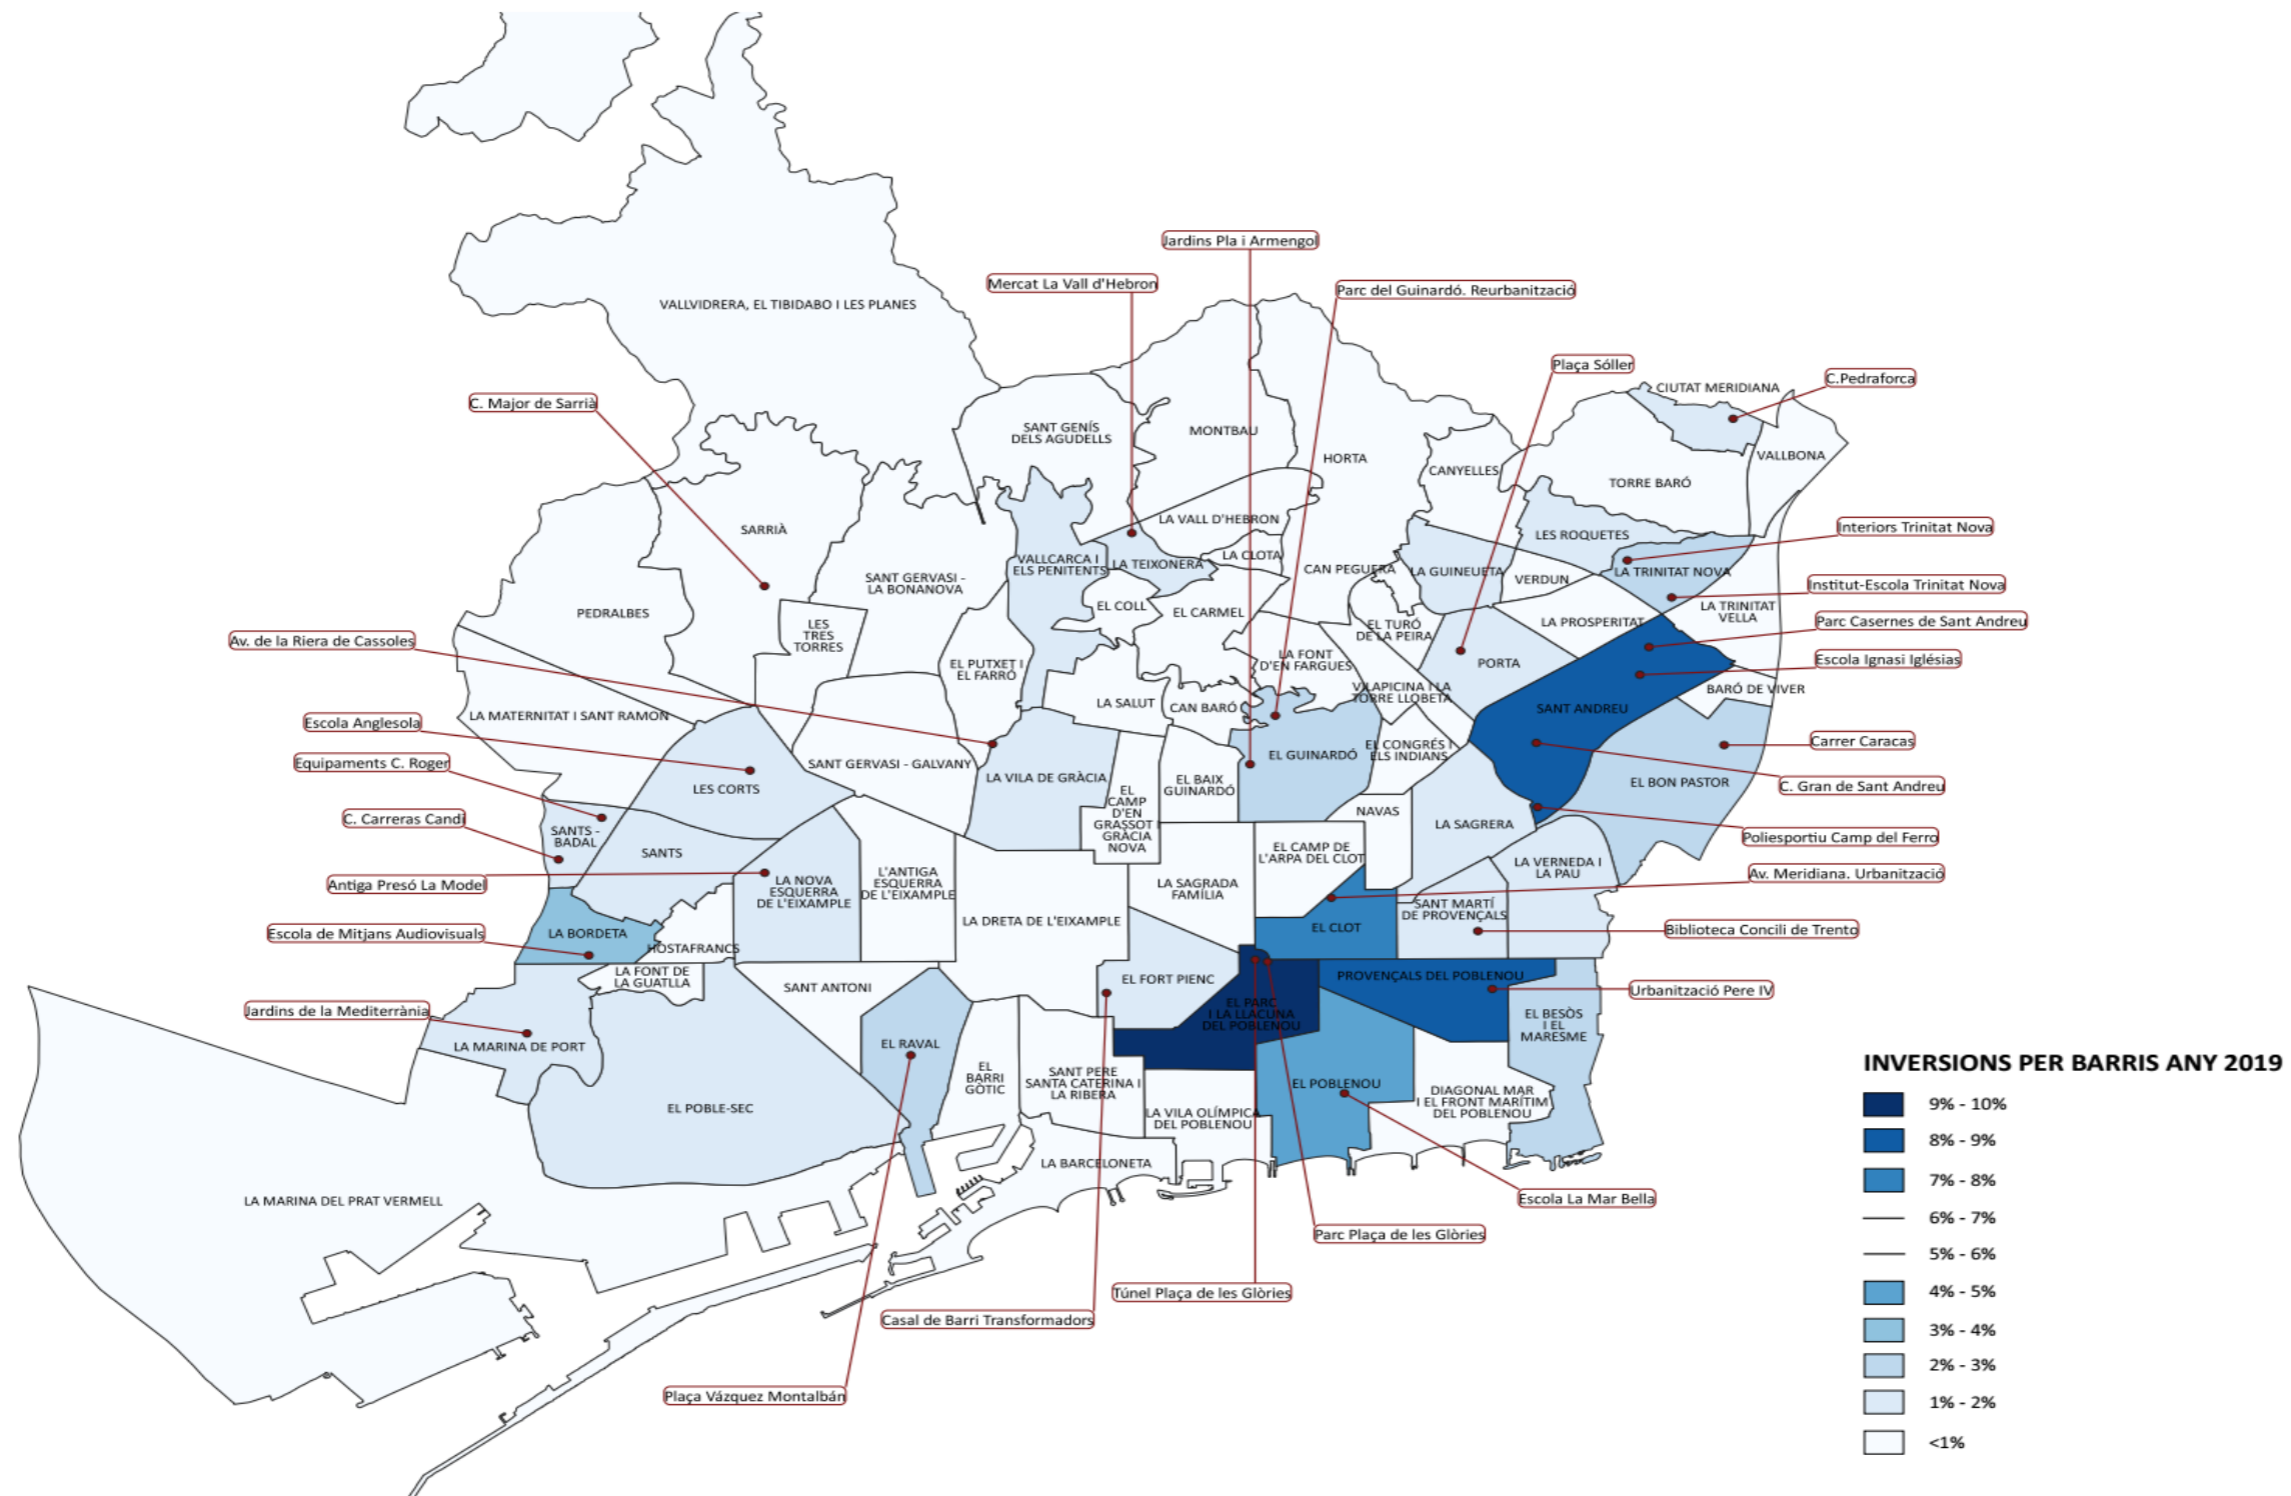 Jardins Pla i Armengol
Mercat La Vall d'Hebron
Parc del Guinardó. Reurbanització
VALLVIDRERA, EL TIBIDABO I LES PLANES
Plaça Sóller
C.Pedraforca
CIUTAT MERIDIANA
C. Major de Sarrià
SANT GENÍS
DELS AGUDELLS
MONTBAU
HORTA
CANYELLES
VALLBONA
TORRE BARÓ
SARRIÀ
LA VALL D'HEBRON
LES ROQUETES
Interiors Trinitat Nova
LA CLOTA
VALLCARCA I
ELS PENITENTS
LA TEIXONERA
CAN PEGUERA
LA GUINEUETA
VERDUN
LA TRINITAT NOVA
Institut-Escola Trinitat Nova
SANT GERVASI -
LA BONANOVA
PEDRALBES
EL COLL
EL CARMEL
LA TRINITAT
VELLA
LES
TRES
TORRES
EL TURÓ
DE LA PEIRA
LA PROSPERITAT
Parc Casernes de Sant Andreu
Av. de la Riera de Cassoles
EL PUTXET I
EL FARRÓ
LA FONT
D'EN FARGUES
PORTA
Escola Ignasi Iglésias
VILAPICINA I LA
TORRE LLOBETA
BARÓ DE VIVER
LA SALUT
CAN BARÓ
SANT ANDREU
LA MATERNITAT I SANT RAMON
Escola Anglesola
Carrer Caracas
EL CONGRÉS I
ELS INDIANS
EL GUINARDÓ
Equipaments C. Roger
SANT GERVASI - GALVANY
LA VILA DE GRÀCIA
EL BAIX
GUINARDÓ
EL BON PASTOR
C. Gran de Sant Andreu
LES CORTS
EL
CAMP
D'EN
GRASSOT I
GRÀCIA
NOVA
NAVAS
LA SAGRERA
C. Carreras Candi
SANTS -
BADAL
SANTS
Poliesportiu Camp del Ferro
EL CAMP DE
L'ARPA DEL CLOT
LA VERNEDA I
LA PAU
Av. Meridiana. Urbanització
Antiga Presó La Model
LA NOVA
ESQUERRA
DE L'EIXAMPLE
L'ANTIGA
ESQUERRA
DE L'EIXAMPLE
LA SAGRADA
FAMÍLIA
SANT MARTÍ
DE PROVENÇALS
LA DRETA DE L'EIXAMPLE
EL CLOT
Biblioteca Concili de Trento
Escola de Mitjans Audiovisuals
LA BORDETA
HOSTAFRANCS
LA FONT DE
LA GUATLLA
SANT ANTONI
EL FORT PIENC
PROVENÇALS DEL POBLENOU
Urbanització Pere IV
Jardins de la Mediterrània
EL PARC
I LA LLACUNA
DEL POBLENOU
EL BESÒS
I EL
MARESME
LA MARINA DE PORT
EL RAVAL
EL
BARRI
GÒTIC
SANT PERE
SANTA CATERINA I
LA RIBERA
EL POBLENOU
DIAGONAL MAR
I EL FRONT MARÍTIM
DEL POBLENOU
EL POBLE-SEC
LA VILA OLÍMPICA
DEL POBLENOU
LA BARCELONETA
LA MARINA DEL PRAT VERMELL
Escola La Mar Bella
Parc Plaça de les Glòries
Túnel Plaça de les Glòries
Casal de Barri Transformadors
Plaça Vázquez Montalbán
INVERSIONS PER BARRIS ANY 2019
9% - 10%
8% - 9%
7% - 8%
6% - 7%
5% - 6%
4% - 5%
3% - 4%
2% - 3%
1% - 2%
<1%